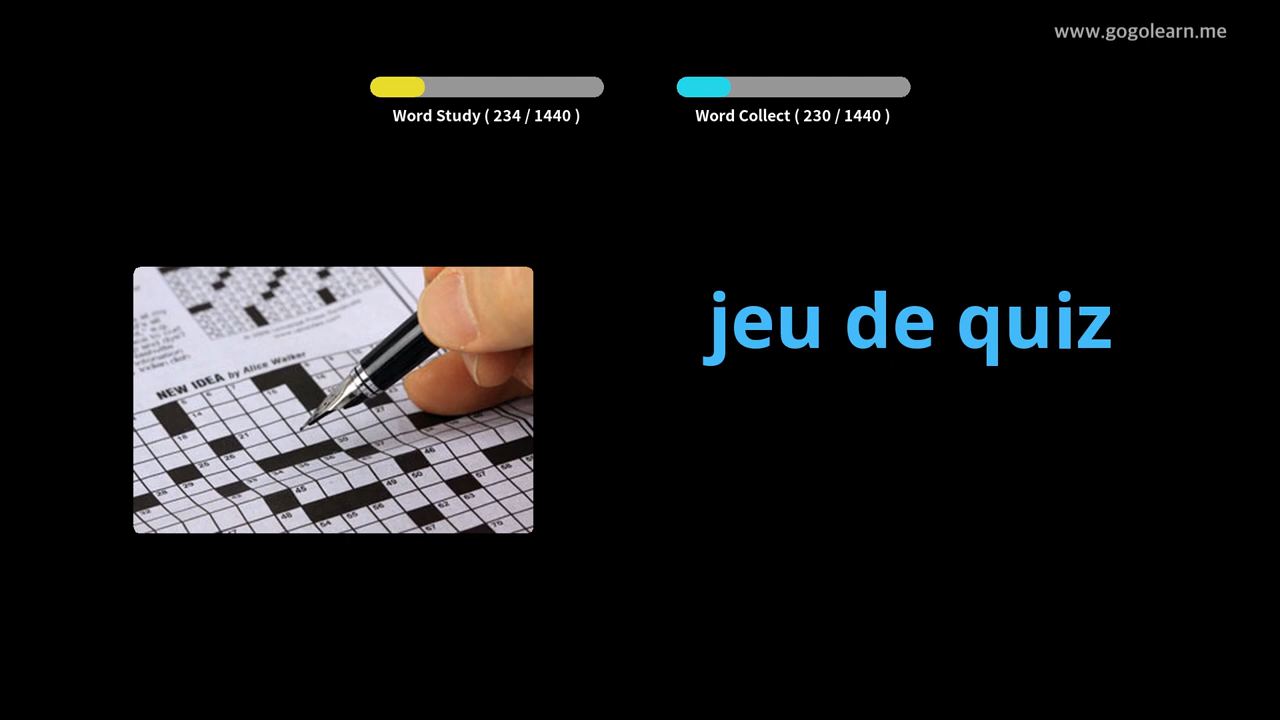 www.gogolearn.me
Word Study ( 234 / 1440 )
Word Collect ( 230 / 1440 )
NEW IDEA by Alice Walker
jeu de quiz